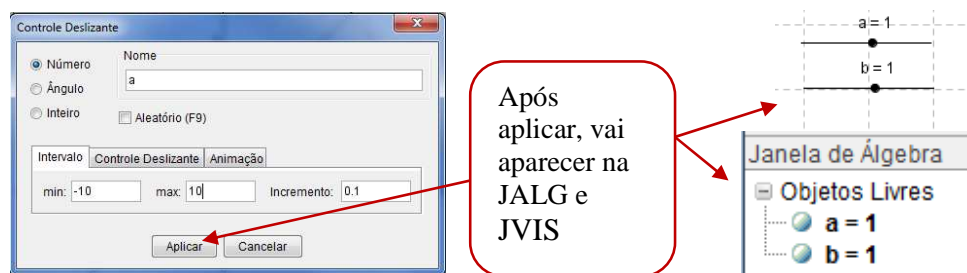 Controle Deslizante
Número
Ângulo
Inteiro
Nome
a
Aleatório (F9)
Intervalo Controle Deslizante Animação
min: -10 max: 10 Incremento: 0.1
Aplicar Cancelar
Após
aplicar, vai
aparecer na
JALG e
JVIS
a = 1
b = 1
Janela de Álgebra
Objetos Livres
a = 1
b = 1